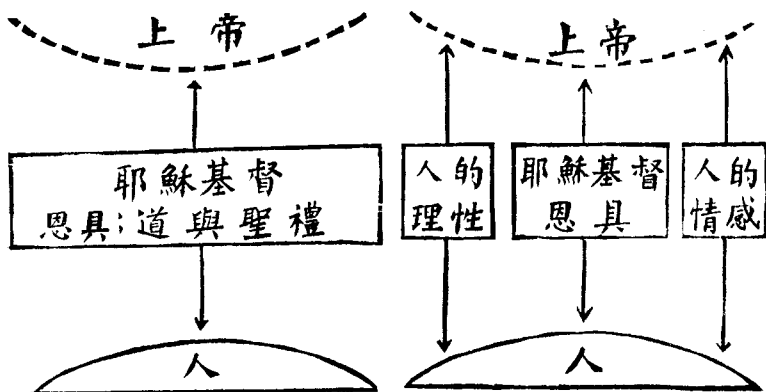 上帝
耶穌基督
恩具；道與聖禮
人
上帝
人的
理性
耶穌基督
恩具
人的
情感
人